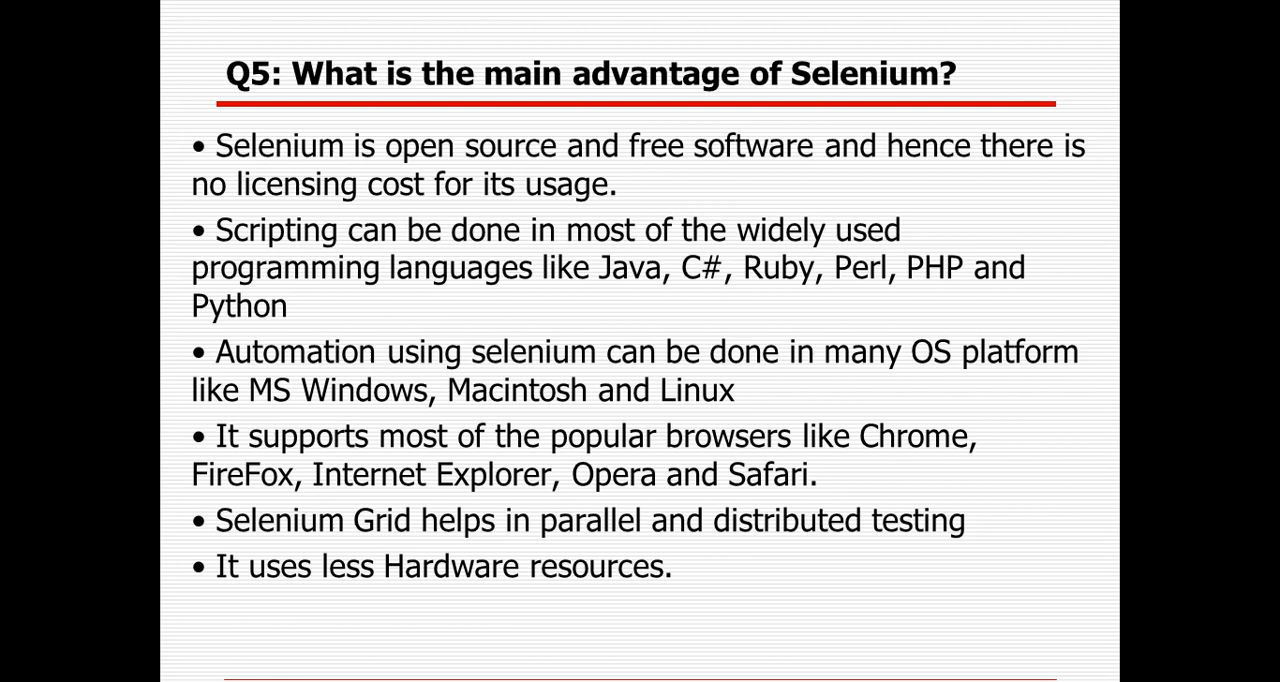 Q5: What is the main advantage of Selenium?
• Selenium is open source and free software and hence there is
no licensing cost for its usage.
• Scripting can be done in most of the widely used
programming languages like Java, C#, Ruby, Perl, PHP and
Python
• Automation using selenium can be done in many OS platform
like MS Windows, Macintosh and Linux
• It supports most of the popular browsers like Chrome,
FireFox, Internet Explorer, Opera and Safari.
• Selenium Grid helps in parallel and distributed testing
• It uses less Hardware resources.